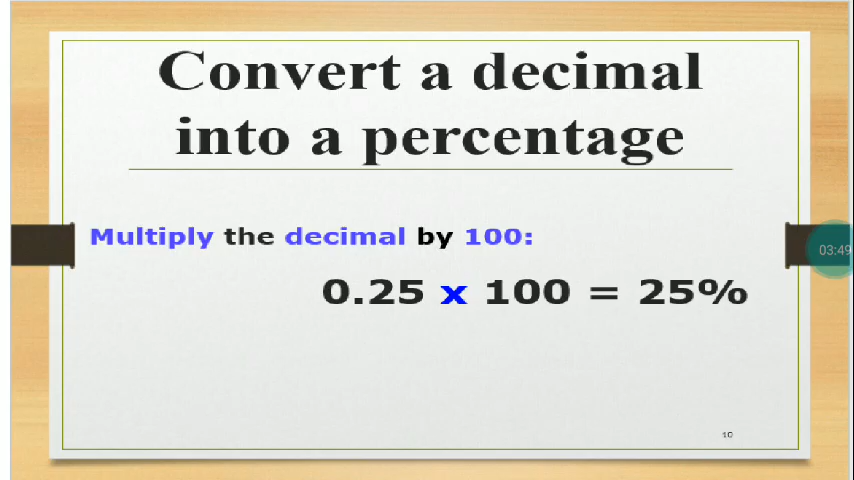 Convert a decimal
into a percentage
Multiply the decimal by 100:
03:49
0.25 x 100 = 25%
10